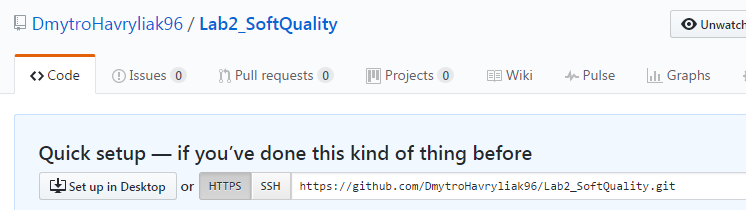 DmytroHavryliak96 / Lab2_SoftQuality
Unwatch
Code Issues 0 Pull requests 0 Projects 0 Wiki Pulse Graphs
Quick setup — if you’ve done this kind of thing before
Set up in Desktop or HTTPS SSH https://github.com/DmytroHavryliak96/Lab2_SoftQuality.git